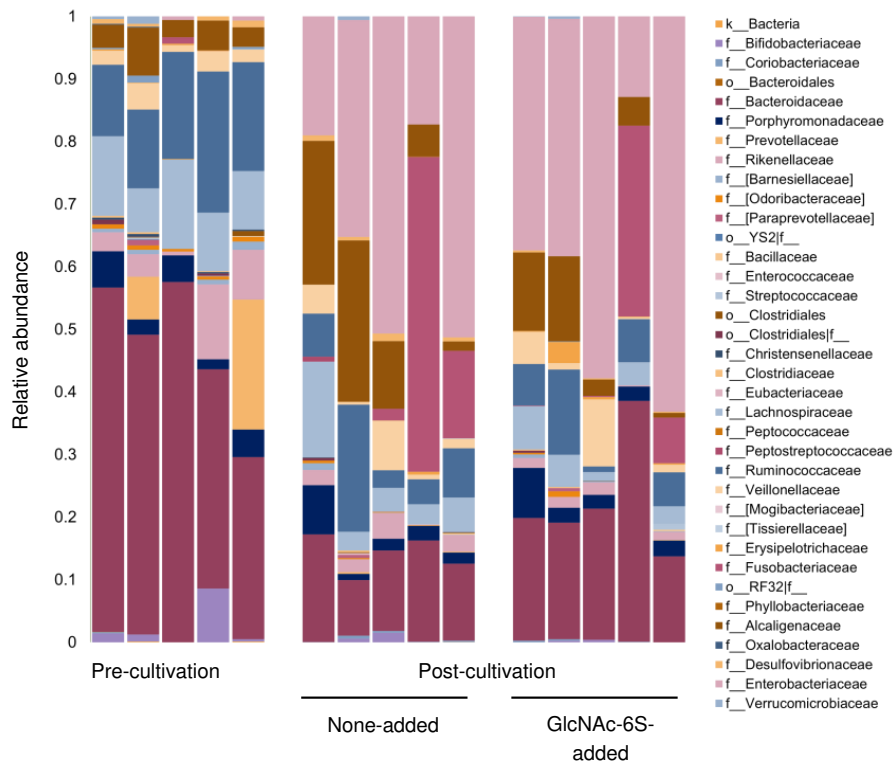 1
0.9
0.8
0.7
0.6
0.5
0.4
0.3
0.2
0.1
0
Relative abundance
Pre-cultivation
Post-cultivation
None-added
GlcNAc-6S-
added
k__Bacteria
f__Bifidobacteriaceae
f__Coriobacteriaceae
o__Bacteroidales
f__Bacteroidaceae
f__Porphyromonadaceae
f__Prevotellaceae
f__Rikenellaceae
f__[Barnesiellaceae]
f__[Odoribacteraceae]
f__[Paraprevotellaceae]
o__YS2|f__
f__Bacillaceae
f__Enterococcaceae
f__Streptococcaceae
o__Clostridiales
o__Clostridiales|f__
f__Christensenellaceae
f__Clostridiaceae
f__Eubacteriaceae
f__Lachnospiraceae
f__Peptococcaceae
f__Peptostreptococcaceae
f__Ruminococcaceae
f__Veillonellaceae
f__[Mogibacteriaceae]
f__[Tissierellaceae]
f__Erysipelotrichaceae
f__Fusobacteriaceae
o__RF32|f__
f__Phyllobacteriaceae
f__Alcaligenaceae
f__Oxalobacteraceae
f__Desulfovibrionaceae
f__Enterobacteriaceae
f__Verrucomicrobiaceae